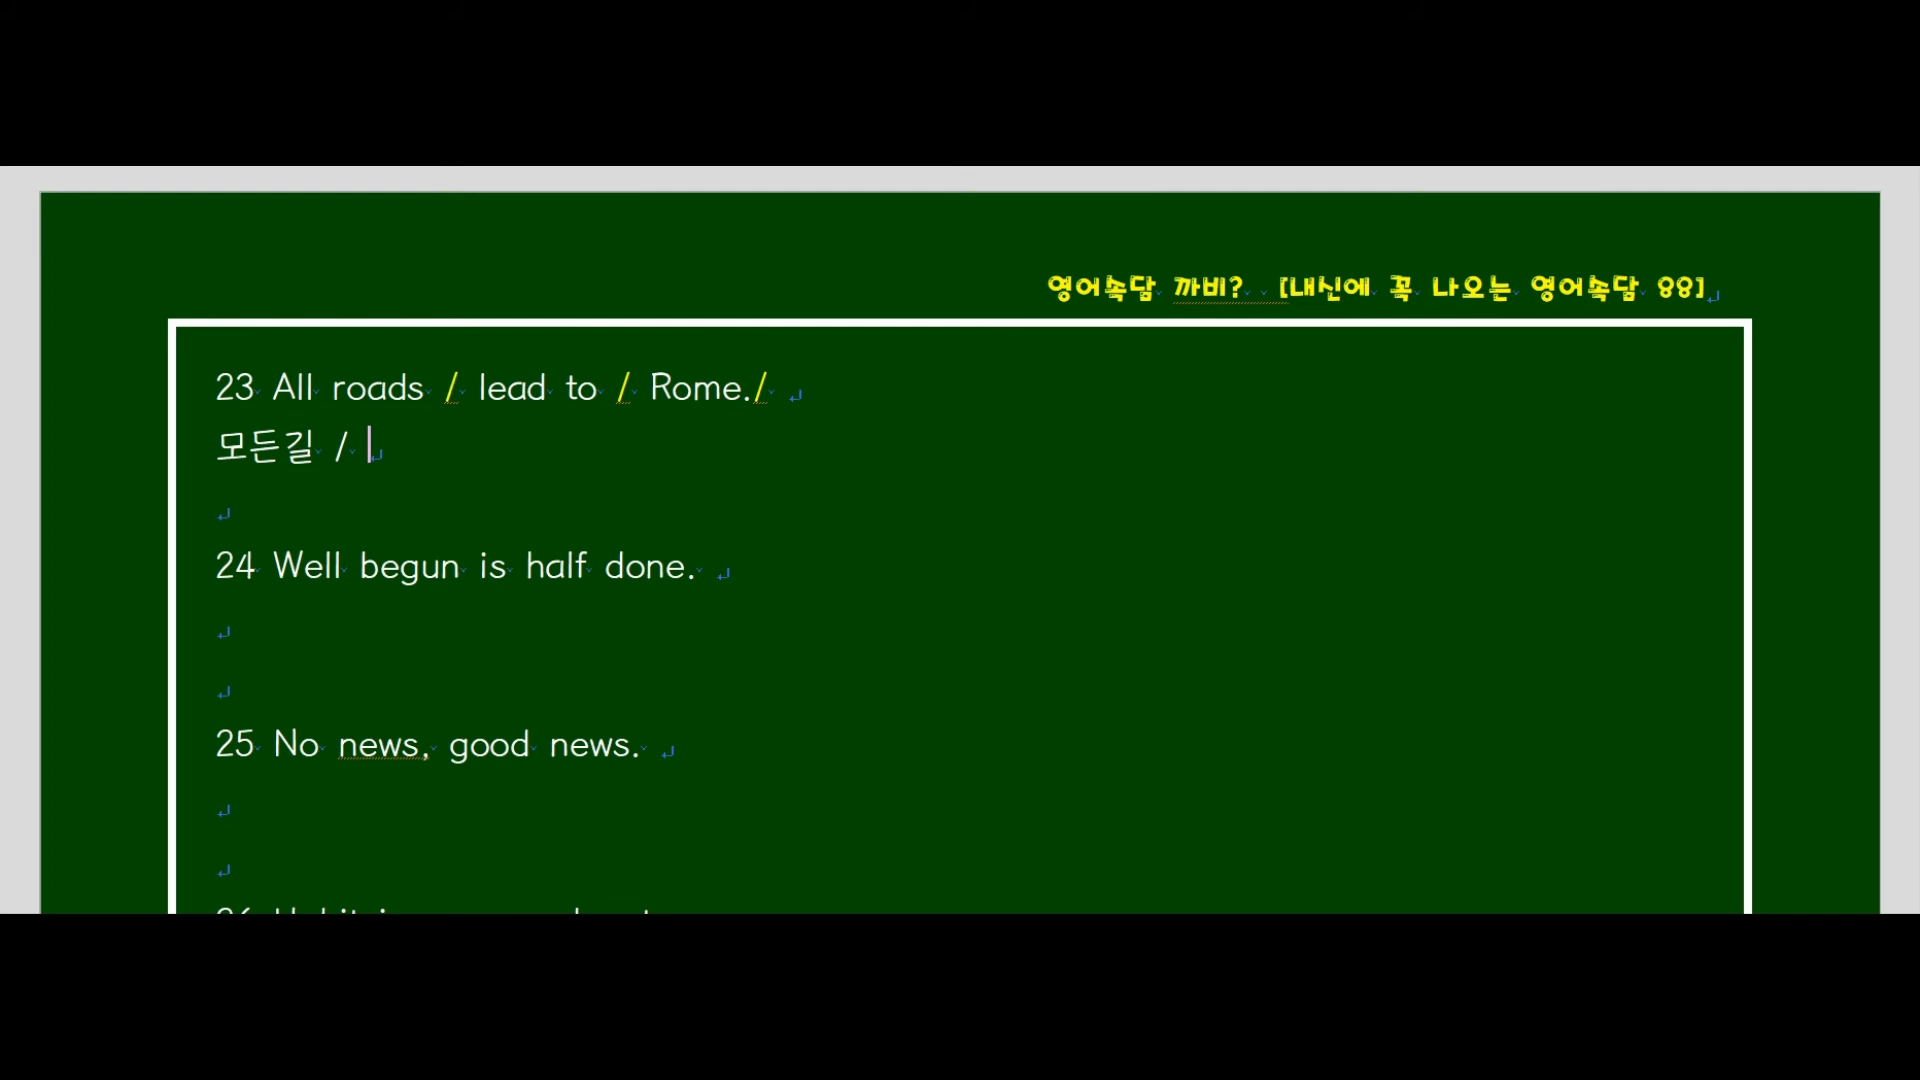 영어속담 까비? [내신에 꼭 나오는 영어속담 88]
23 All roads / lead to / Rome./
모든길 /
24 Well begun is half done.
25 No news, good news.